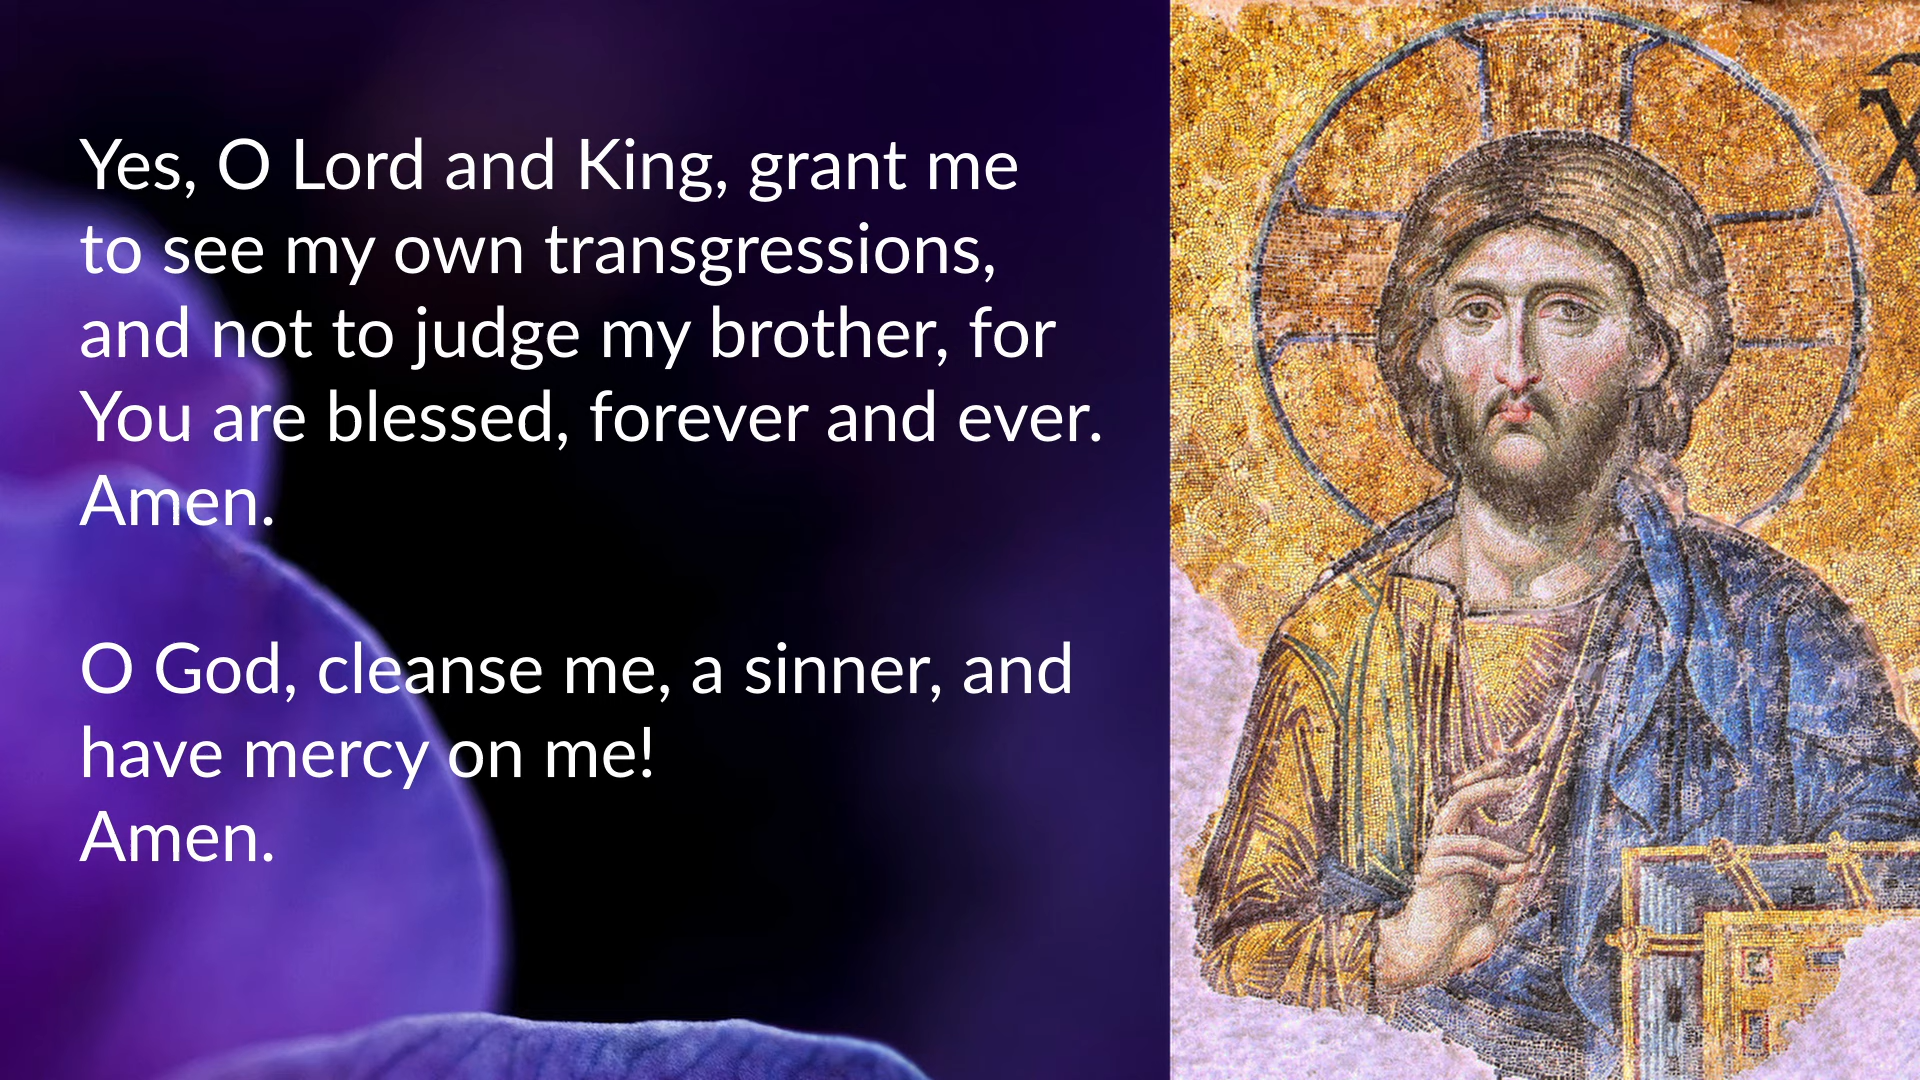 Yes, O Lord and King, grant me
to see my own transgressions,
and not to judge my brother, for
You are blessed, forever and ever.
Amen.
O God, cleanse me, a sinner, and
have mercy on me!
Amen.